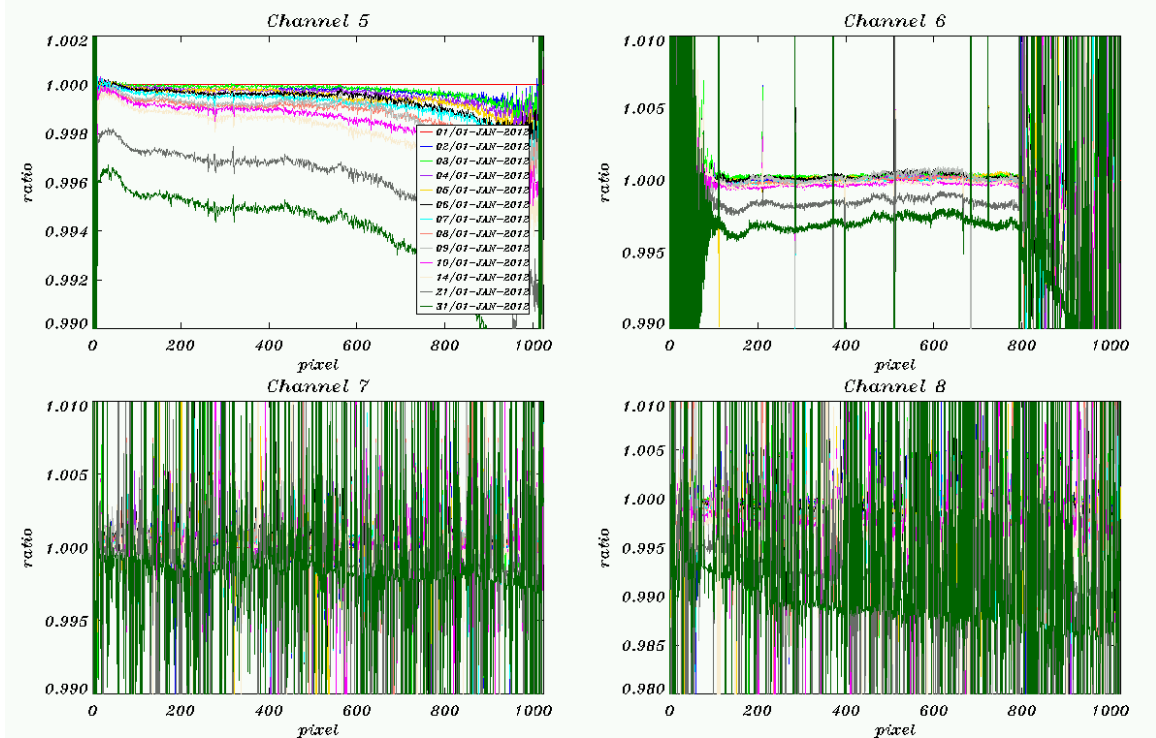 Channel 5
ratio
1.002
1.000
0.998
0.996
0.994
0.992
0.990
0 200 400 600 800 1000
pixel
01/01-JAN-2012
02/01-JAN-2012
03/01-JAN-2012
04/01-JAN-2012
05/01-JAN-2012
06/01-JAN-2012
07/01-JAN-2012
08/01-JAN-2012
09/01-JAN-2012
10/01-JAN-2012
14/01-JAN-2012
21/01-JAN-2012
31/01-JAN-2012
Channel 6
ratio
1.010
1.005
1.000
0.995
0.990
0 200 400 600 800 1000
pixel
Channel 7
ratio
1.010
1.005
1.000
0.995
0.990
0 200 400 600 800 1000
pixel
Channel 8
ratio
1.010
1.005
1.000
0.995
0.990
0.985
0.980
0 200 400 600 800 1000
pixel